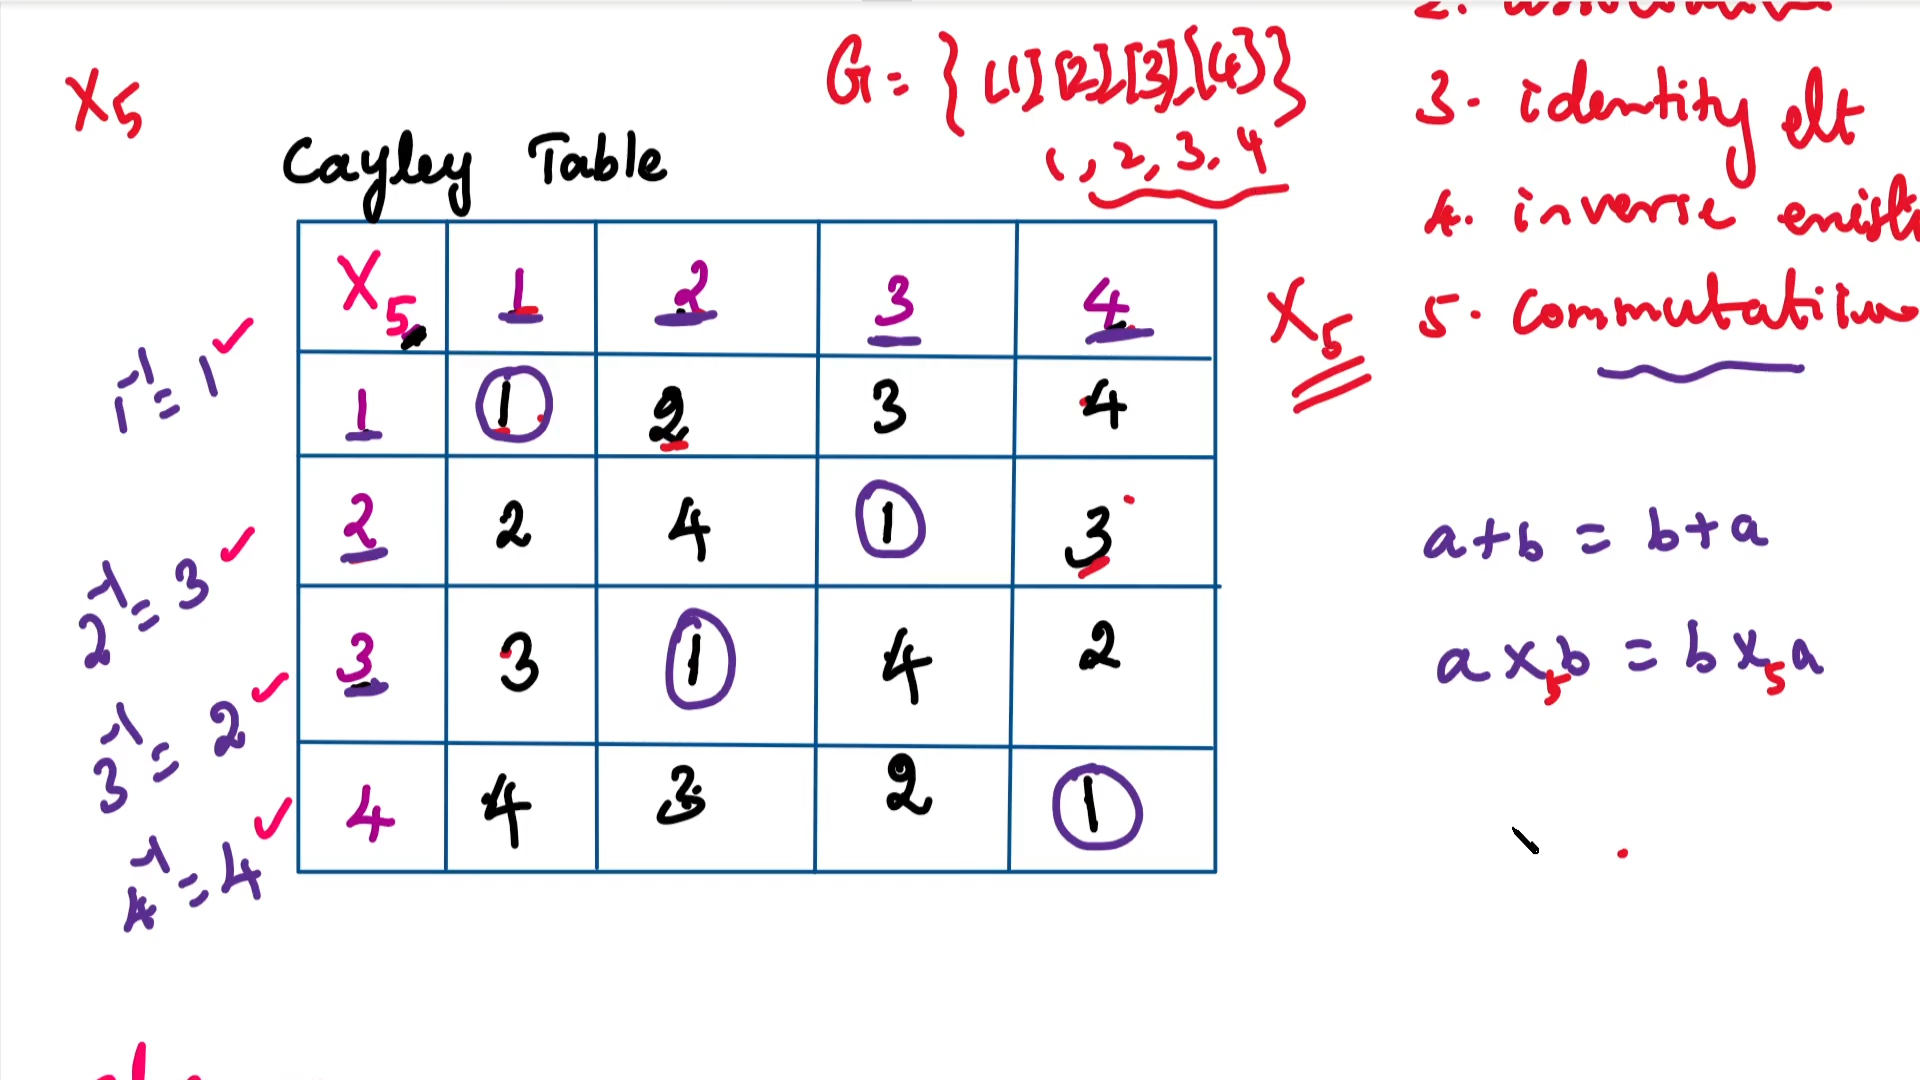 X5
G = { [1] [2] [3] [4] }
1, 2, 3, 4
Cayley Table
X5 1 2 3 4
1 1 2 3 4
2 2 4 1 3
3 3 1 4 2
4 4 3 2 1
1⁻¹ = 1 ✓
2⁻¹ = 3 ✓
3⁻¹ = 2 ✓
4⁻¹ = 4 ✓
X5
2.
3. identity elt
4. inverse
5. Commutative
a+b = b+a
a x5 b = b x5 a